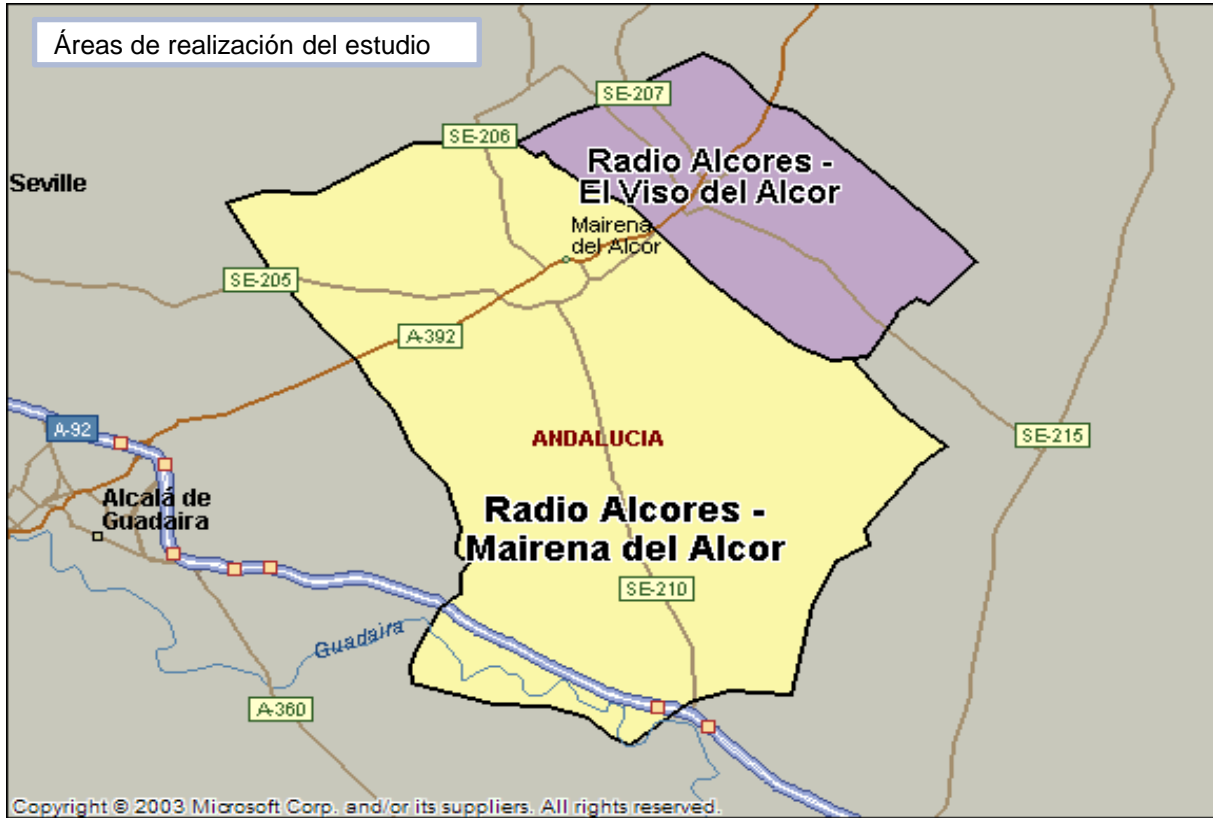 Áreas de realización del estudio
SE-207
SE-206
Radio Alcores -
El Viso del Alcor
Seville
Mairena
del Alcor
SE-205
A-392
A-92
ANDALUCIA
SE-215
Alcalá de
Guadaira
Radio Alcores -
Mairena del Alcor
SE-210
Guadaira
A-360
Copyright © 2003 Microsoft Corp. and/or its suppliers. All rights reserved.